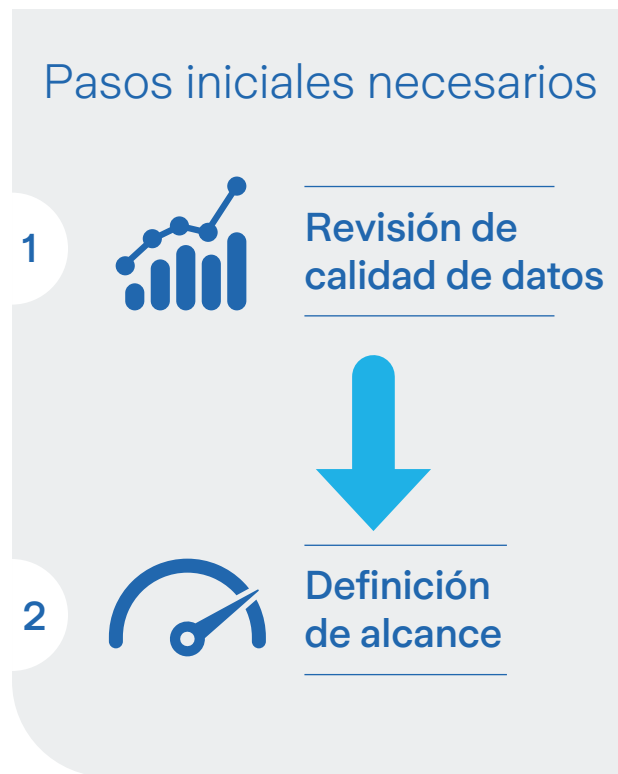 Pasos iniciales necesarios
1
Revisión de
calidad de datos
2
Definición
de alcance